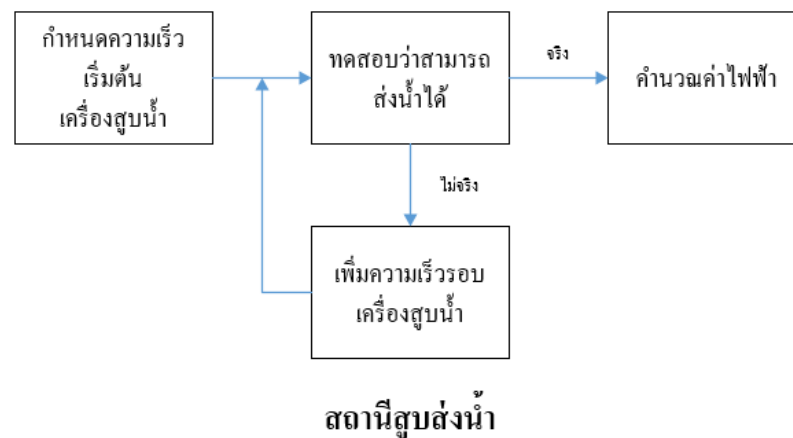 กำหนดความเร็ว
เริ่มต้น
เครื่องสูบน้ำ
ทดสอบว่าสามารถ
ส่งน้ำได้
จริง
คำนวณค่าไฟฟ้า
ไม่จริง
เพิ่มความเร็วรอบ
เครื่องสูบน้ำ
สถานีสูบส่งน้ำ